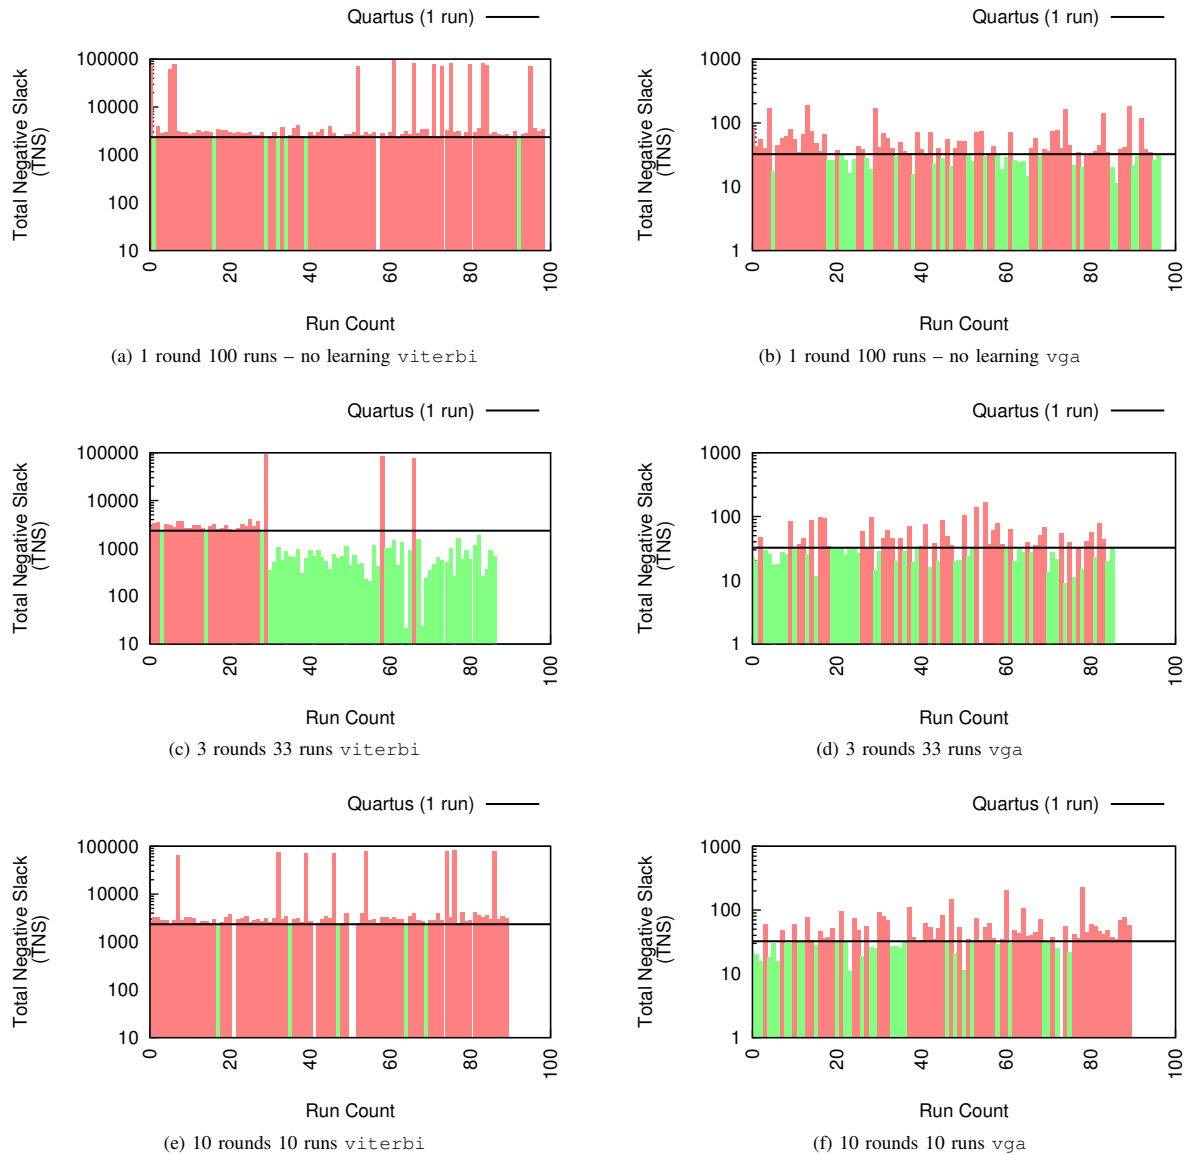 Quartus (1 run)
Total Negative Slack
(TNS)
100000
10000
1000
100
10
0
20
40
60
80
100
Run Count
(a) 1 round 100 runs – no learning viterbi
Quartus (1 run)
Total Negative Slack
(TNS)
1000
100
10
1
0
20
40
60
80
100
Run Count
(b) 1 round 100 runs – no learning vga
Quartus (1 run)
Total Negative Slack
(TNS)
100000
10000
1000
100
10
0
20
40
60
80
100
Run Count
(c) 3 rounds 33 runs viterbi
Quartus (1 run)
Total Negative Slack
(TNS)
1000
100
10
1
0
20
40
60
80
100
Run Count
(d) 3 rounds 33 runs vga
Quartus (1 run)
Total Negative Slack
(TNS)
100000
10000
1000
100
10
0
20
40
60
80
100
Run Count
(e) 10 rounds 10 runs viterbi
Quartus (1 run)
Total Negative Slack
(TNS)
1000
100
10
1
0
20
40
60
80
100
Run Count
(f) 10 rounds 10 runs vga